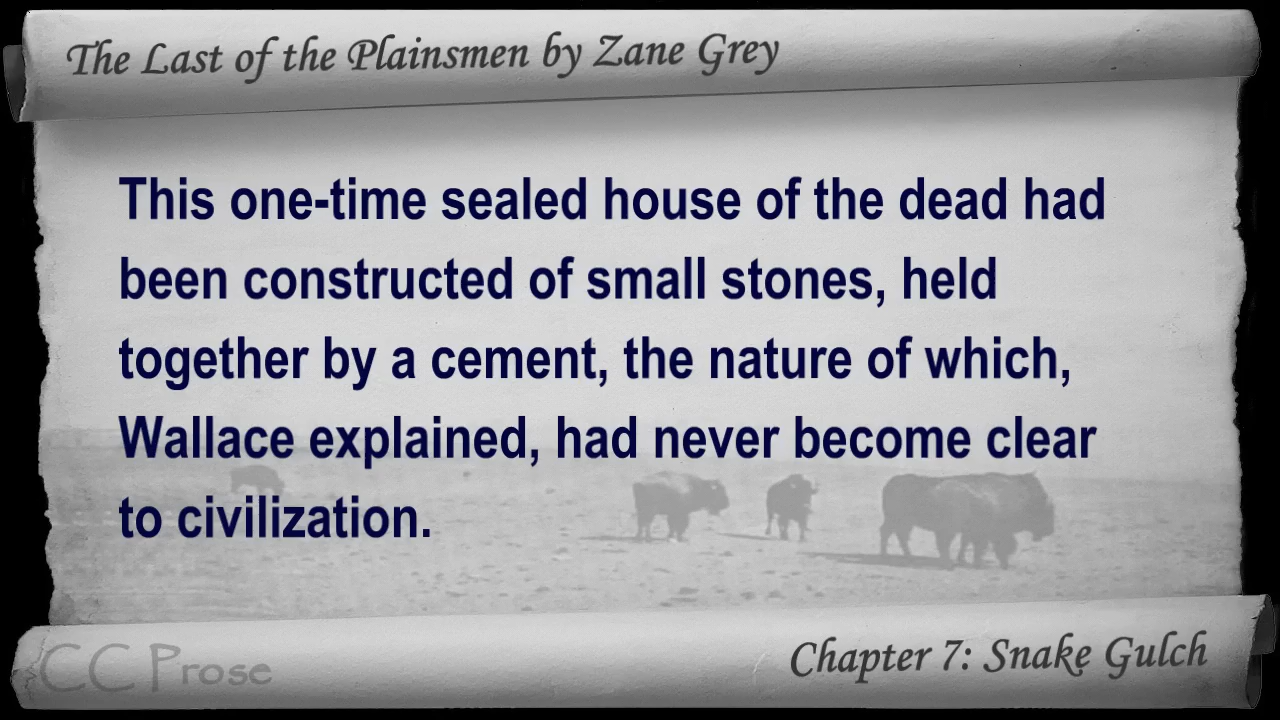 The Last of the Plainsmen by Zane Grey
This one-time sealed house of the dead had
been constructed of small stones, held
together by a cement, the nature of which,
Wallace explained, had never become clear
to civilization.
CC Prose
Chapter 7: Snake Gulch